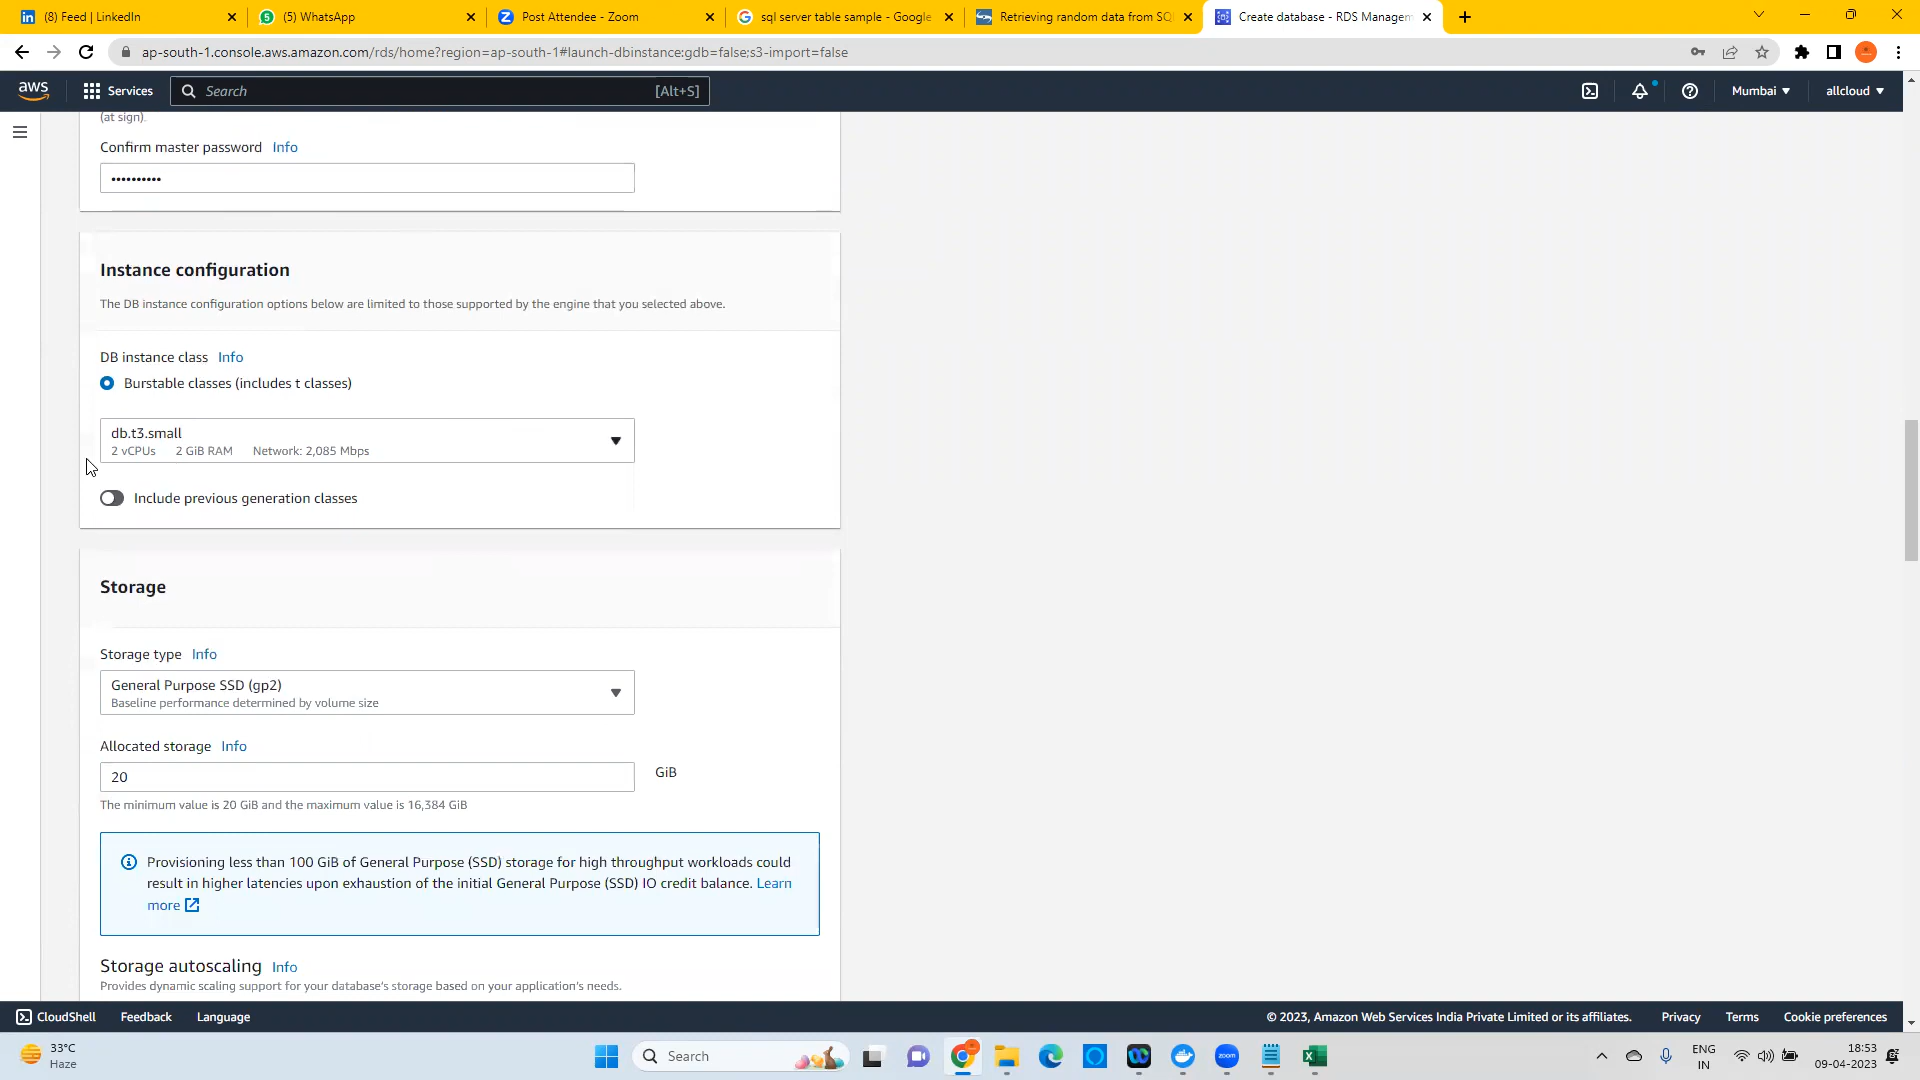 (8) Feed | LinkedIn
(5) WhatsApp
Post Attendee - Zoom
sql server table sample - Google
Retrieving random data from SQ
Create database - RDS Managem
ap-south-1.console.aws.amazon.com/rds/home?region=ap-south-1#launch-dbinstance:gdb=false;s3-import=false
aws
Services
Search
[Alt+S]
Mumbai
allcloud
(at sign).
Confirm master password Info
••••••••••
Instance configuration
The DB instance configuration options below are limited to those supported by the engine that you selected above.
DB instance class Info
Burstable classes (includes t classes)
db.t3.small
2 vCPUs 2 GiB RAM Network: 2,085 Mbps
Include previous generation classes
Storage
Storage type Info
General Purpose SSD (gp2)
Baseline performance determined by volume size
Allocated storage Info
20
GiB
The minimum value is 20 GiB and the maximum value is 16,384 GiB
Provisioning less than 100 GiB of General Purpose (SSD) storage for high throughput workloads could
result in higher latencies upon exhaustion of the initial General Purpose (SSD) IO credit balance. Learn
more
Storage autoscaling Info
Provides dynamic scaling support for your database's storage based on your application's needs.
CloudShell
Feedback
Language
© 2023, Amazon Web Services India Private Limited or its affiliates.
Privacy
Terms
Cookie preferences
33°C
Haze
Search
zoom
ENG
IN
18:53
09-04-2023